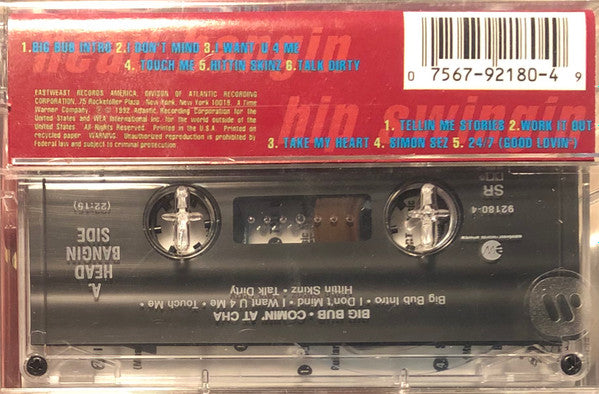 head bangin
1.BIG BUB INTRO 2.I DON'T MIND 3.I WANT U 4 ME
4. TOUCH ME 5.HITTIN SKINZ 6.TALK DIRTY
EASTWEST RECORDS AMERICA, DIVISION OF ATLANTIC RECORDING
CORPORATION, 75 Rockefeller Plaza, New York, New York 10019. A Time
Warner Company. ℗ © 1992 Atlantic Recording Corporation for the
United States and WEA International Inc. for the world outside of the
United States. All Rights Reserved. Printed in the U.S.A. Printed on
recycled paper. WARNING: Unauthorized reproduction is prohibited by
Federal law and subject to criminal prosecution.
0 7567-92180-4 9
hip swingin
1. TELLIN ME STORIES 2.WORK IT OUT
3. TAKE MY HEART 4. SIMON SEZ 5. 24/7 (GOOD LOVIN')
BIG BUB • COMIN' AT CHA
Big Bub Intro • I Don't Mind • I Want U 4 Me • Touch Me •
Hittin Skinz • Talk Dirty
A.
HEAD
BANGIN
SIDE
(22:15)
92180-4
SR